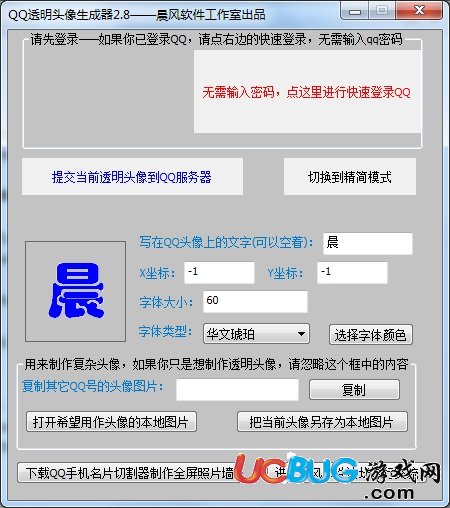 QQ透明头像生成器2.8——晨风软件工作室出品
请先登录——如果你已登录QQ，请点右边的快速登录，无需输入qq密码
无需输入密码，点这里进行快速登录QQ
提交当前透明头像到QQ服务器
切换到精简模式
晨
写在QQ头像上的文字(可以空着)：
晨
X坐标：
-1
Y坐标：
-1
字体大小：
60
字体类型：
华文琥珀
选择字体颜色
用来制作复杂头像，如果你只是想制作透明头像，请忽略这个框中的内容
复制其它QQ号的头像图片：
复制
打开希望用作头像的本地图片
把当前头像另存为本地图片
下载QQ手机名片切割器制作全屏照片墙
UCBUG游戏网
.com